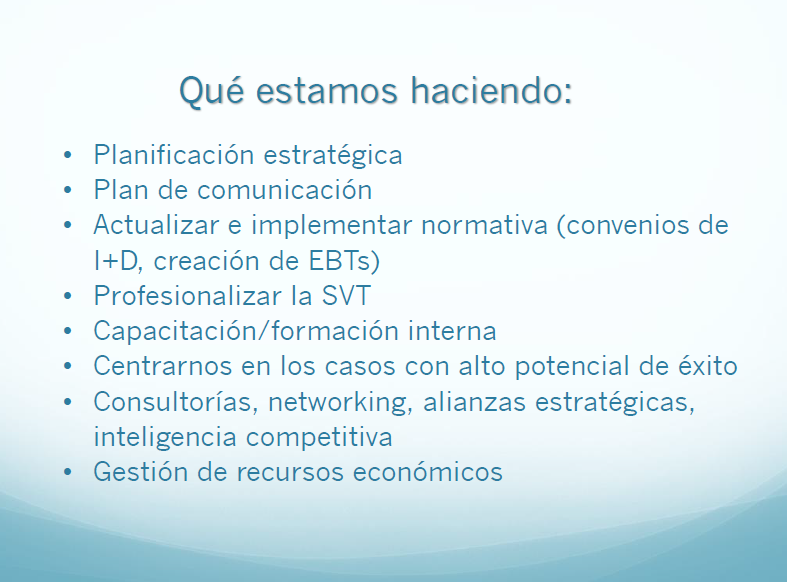 Qué estamos haciendo:
• Planificación estratégica
• Plan de comunicación
• Actualizar e implementar normativa (convenios de
I+D, creación de EBTs)
• Profesionalizar la SVT
• Capacitación/formación interna
• Centrarnos en los casos con alto potencial de éxito
• Consultorías, networking, alianzas estratégicas,
inteligencia competitiva
• Gestión de recursos económicos